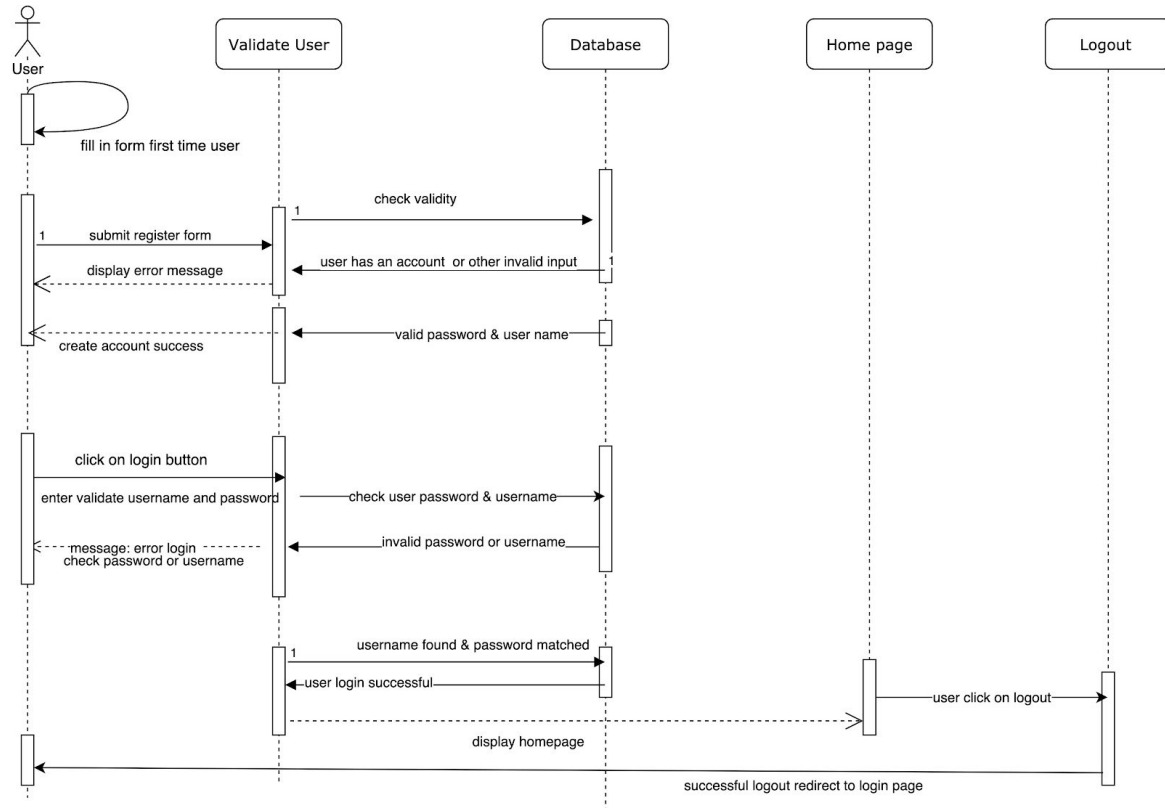 Validate User
Database
Home page
Logout
User
fill in form first time user
check validity
1
1
submit register form
user has an account  or other invalid input
1
display error message
valid password & user name
create account success
click on login button
enter validate username and password
check user password & username
invalid password or username
message: error login
check password or username
username found & password matched
1
user login successful
user click on logout
display homepage
successful logout redirect to login page